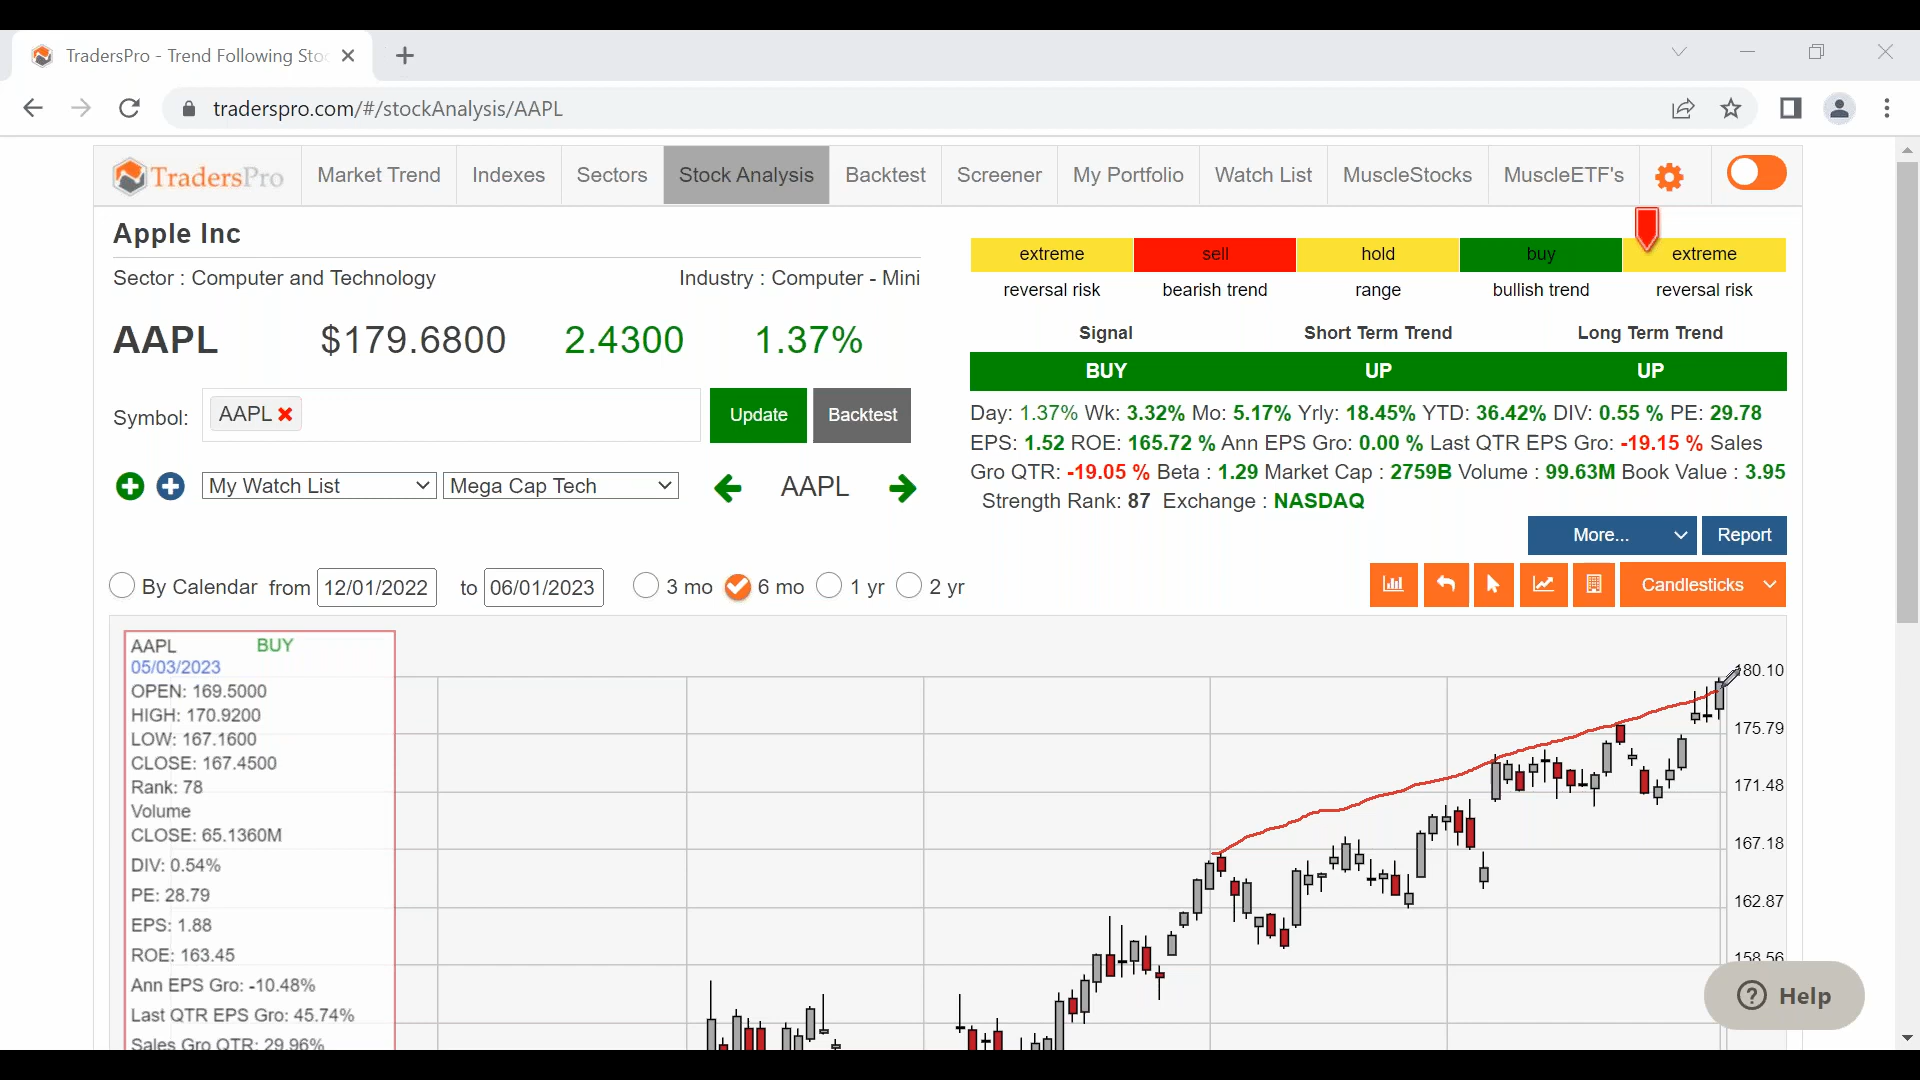 TradersPro - Trend Following Stoc
traderspro.com/#/stockAnalysis/AAPL
TradersPro Market Trend Indexes Sectors Stock Analysis Backtest Screener My Portfolio Watch List MuscleStocks MuscleETF's
Apple Inc
Sector : Computer and Technology Industry : Computer - Mini
AAPL $179.6800 2.4300 1.37%
Symbol: AAPL Update Backtest
My Watch List Mega Cap Tech AAPL
extreme sell hold buy extreme
reversal risk bearish trend range bullish trend reversal risk
Signal Short Term Trend Long Term Trend
BUY UP UP
Day: 1.37% Wk: 3.32% Mo: 5.17% Yrly: 18.45% YTD: 36.42% DIV: 0.55 % PE: 29.78
EPS: 1.52 ROE: 165.72 % Ann EPS Gro: 0.00 % Last QTR EPS Gro: -19.15 % Sales
Gro QTR: -19.05 % Beta : 1.29 Market Cap : 2759B Volume : 99.63M Book Value : 3.95
Strength Rank: 87 Exchange : NASDAQ
More... Report
By Calendar from 12/01/2022 to 06/01/2023 3 mo 6 mo 1 yr 2 yr Candlesticks
AAPL BUY
05/03/2023
OPEN: 169.5000
HIGH: 170.9200
LOW: 167.1600
CLOSE: 167.4500
Rank: 78
Volume
CLOSE: 65.1360M
DIV: 0.54%
PE: 28.79
EPS: 1.88
ROE: 163.45
Ann EPS Gro: -10.48%
Last QTR EPS Gro: 45.74%
Sales Gro QTR: 29.96%
180.10
175.79
171.48
167.18
162.87
158.56
Help